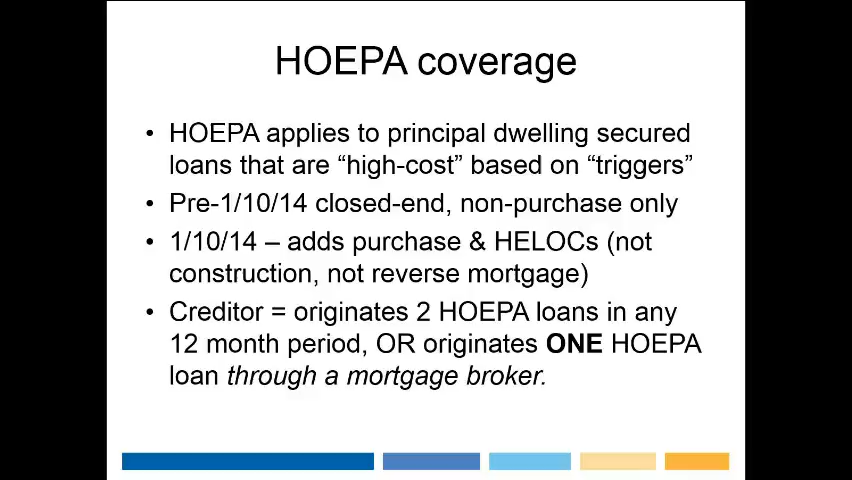 HOEPA coverage
• HOEPA applies to principal dwelling secured
loans that are “high-cost” based on “triggers”
• Pre-1/10/14 closed-end, non-purchase only
• 1/10/14 – adds purchase & HELOCs (not
construction, not reverse mortgage)
• Creditor = originates 2 HOEPA loans in any
12 month period, OR originates ONE HOEPA
loan through a mortgage broker.